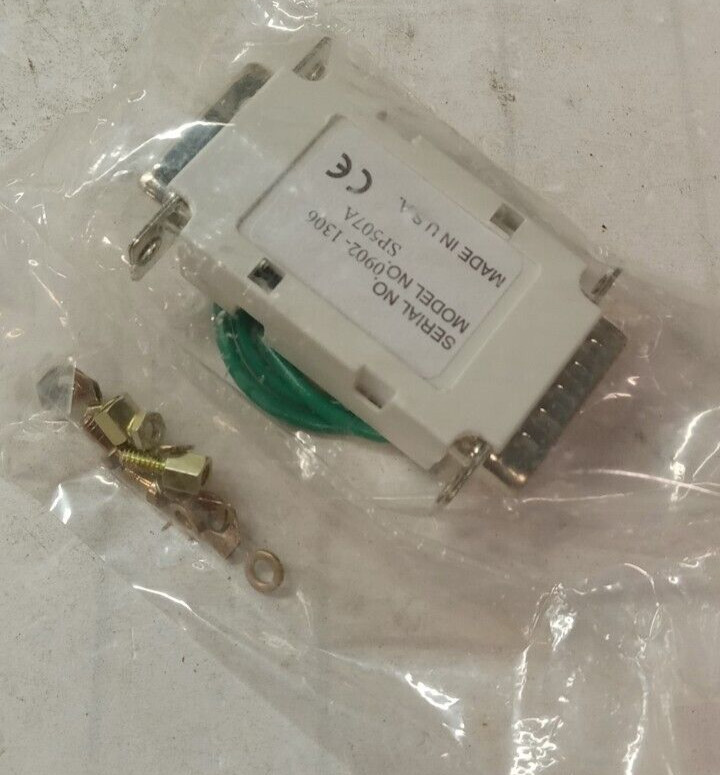 SERIAL NO. 0902-1306
MODEL NO. SP507A
MADE IN U.S.A.
CE